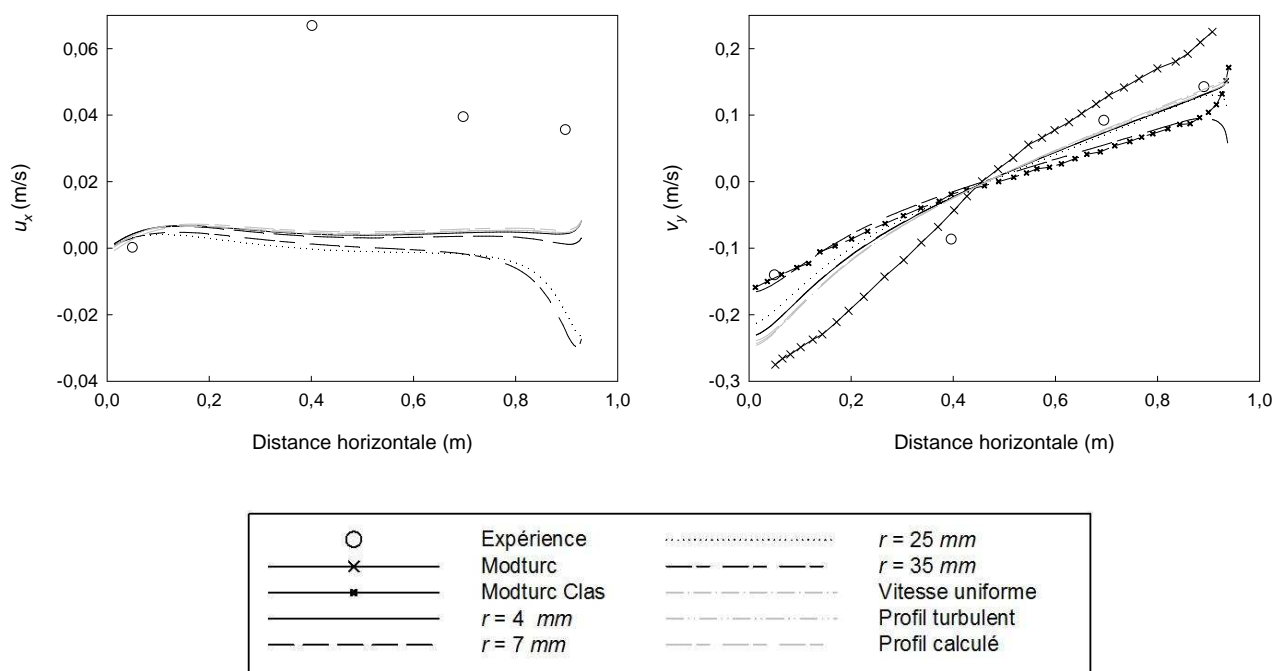 0,06
0,04
0,02
0,00
-0,02
-0,04
u_x (m/s)
0,0 0,2 0,4 0,6 0,8 1,0
Distance horizontale (m)
0,2
0,1
0,0
-0,1
-0,2
-0,3
v_y (m/s)
0,0 0,2 0,4 0,6 0,8 1,0
Distance horizontale (m)
Expérience
Modturc
Modturc Clas
r = 4 mm
r = 7 mm
r = 25 mm
r = 35 mm
Vitesse uniforme
Profil turbulent
Profil calculé